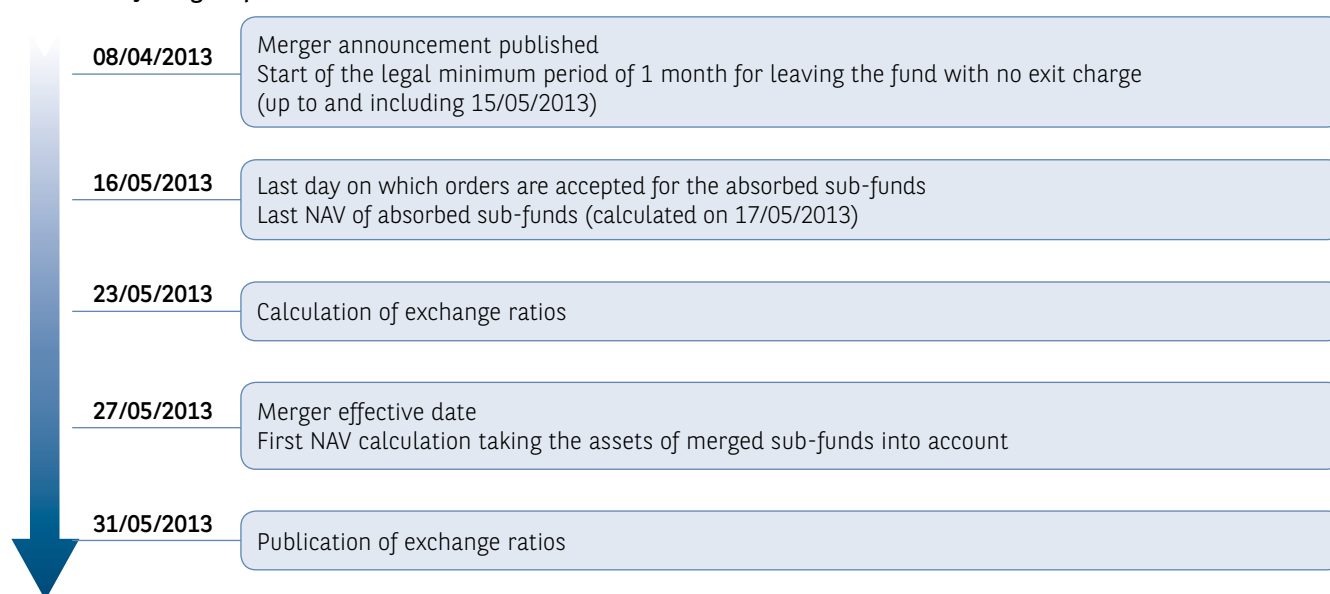 08/04/2013
Merger announcement published
Start of the legal minimum period of 1 month for leaving the fund with no exit charge
(up to and including 15/05/2013)
16/05/2013
Last day on which orders are accepted for the absorbed sub-funds
Last NAV of absorbed sub-funds (calculated on 17/05/2013)
23/05/2013
Calculation of exchange ratios
27/05/2013
Merger effective date
First NAV calculation taking the assets of merged sub-funds into account
31/05/2013
Publication of exchange ratios